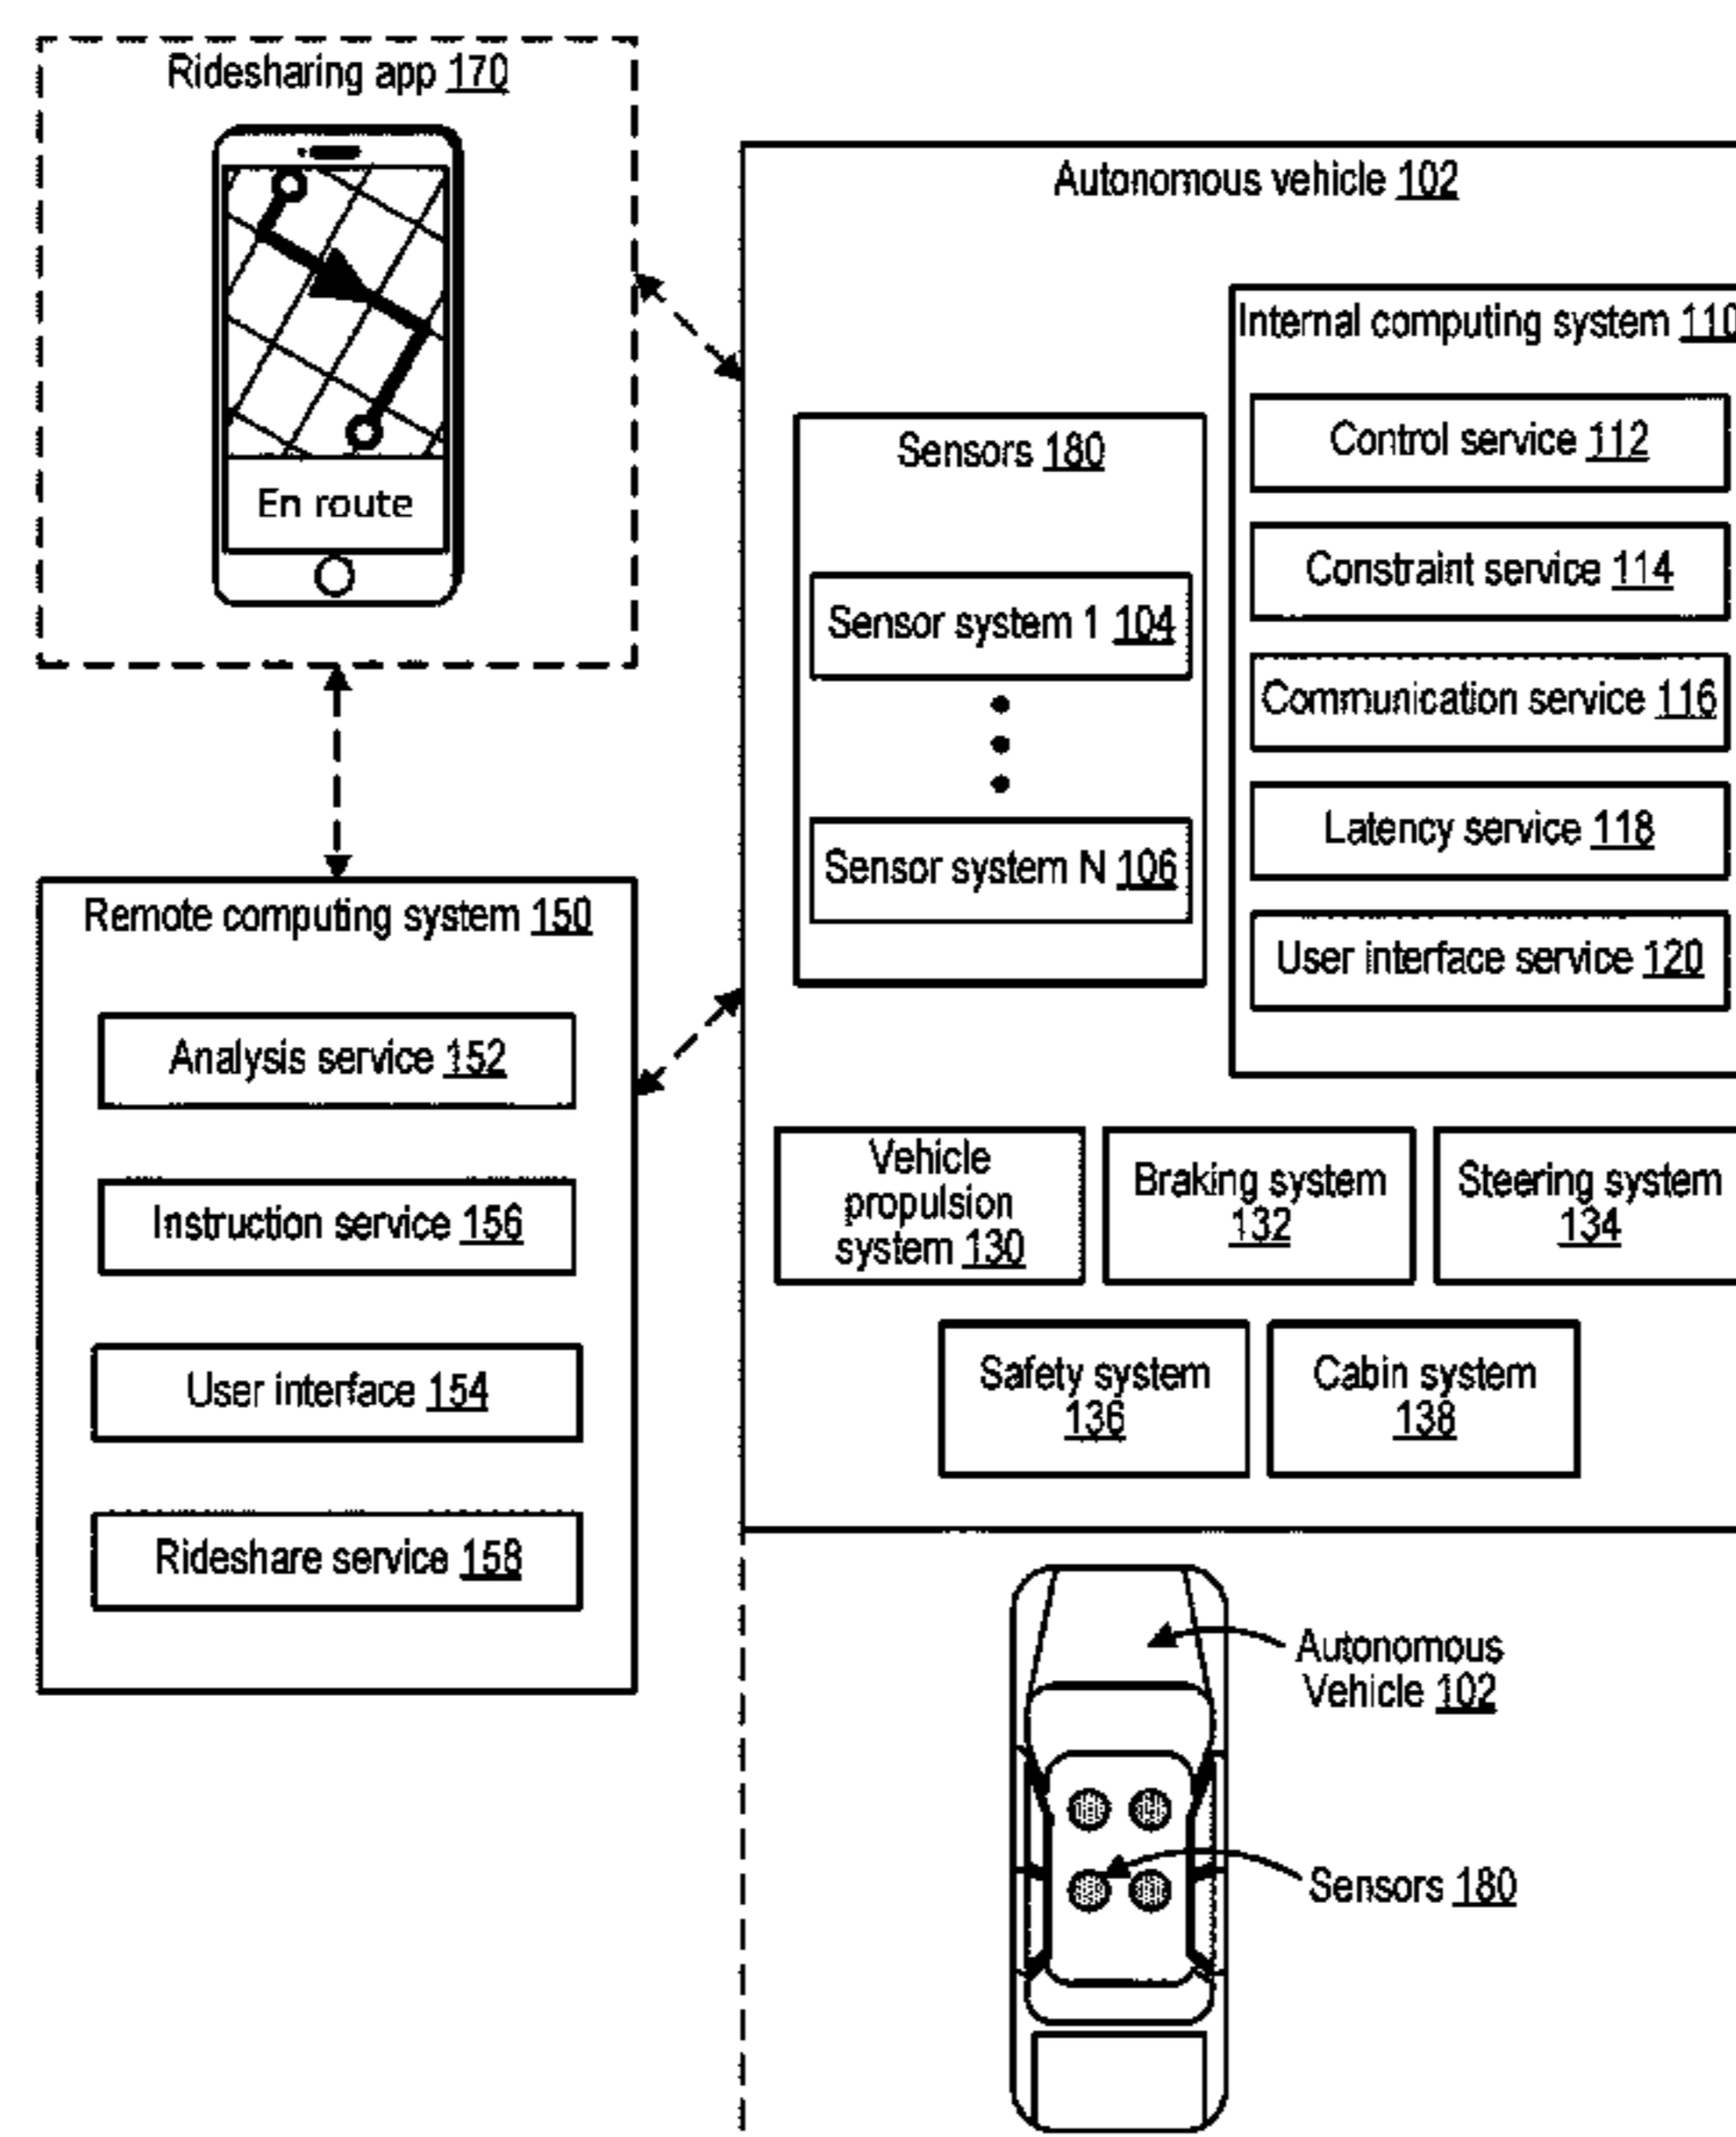 Ridesharing app 170
En route
Autonomous vehicle 102
Internal computing system 110
Sensors 180
Control service 112
Constraint service 114
Sensor system 1 104
Communication service 116
Latency service 118
Sensor system N 106
User interface service 120
Remote computing system 150
Analysis service 152
Instruction service 156
User interface 154
Rideshare service 158
Vehicle
propulsion
system 130
Braking system
132
Steering system
134
Safety system
136
Cabin system
138
Autonomous
Vehicle 102
Sensors 180